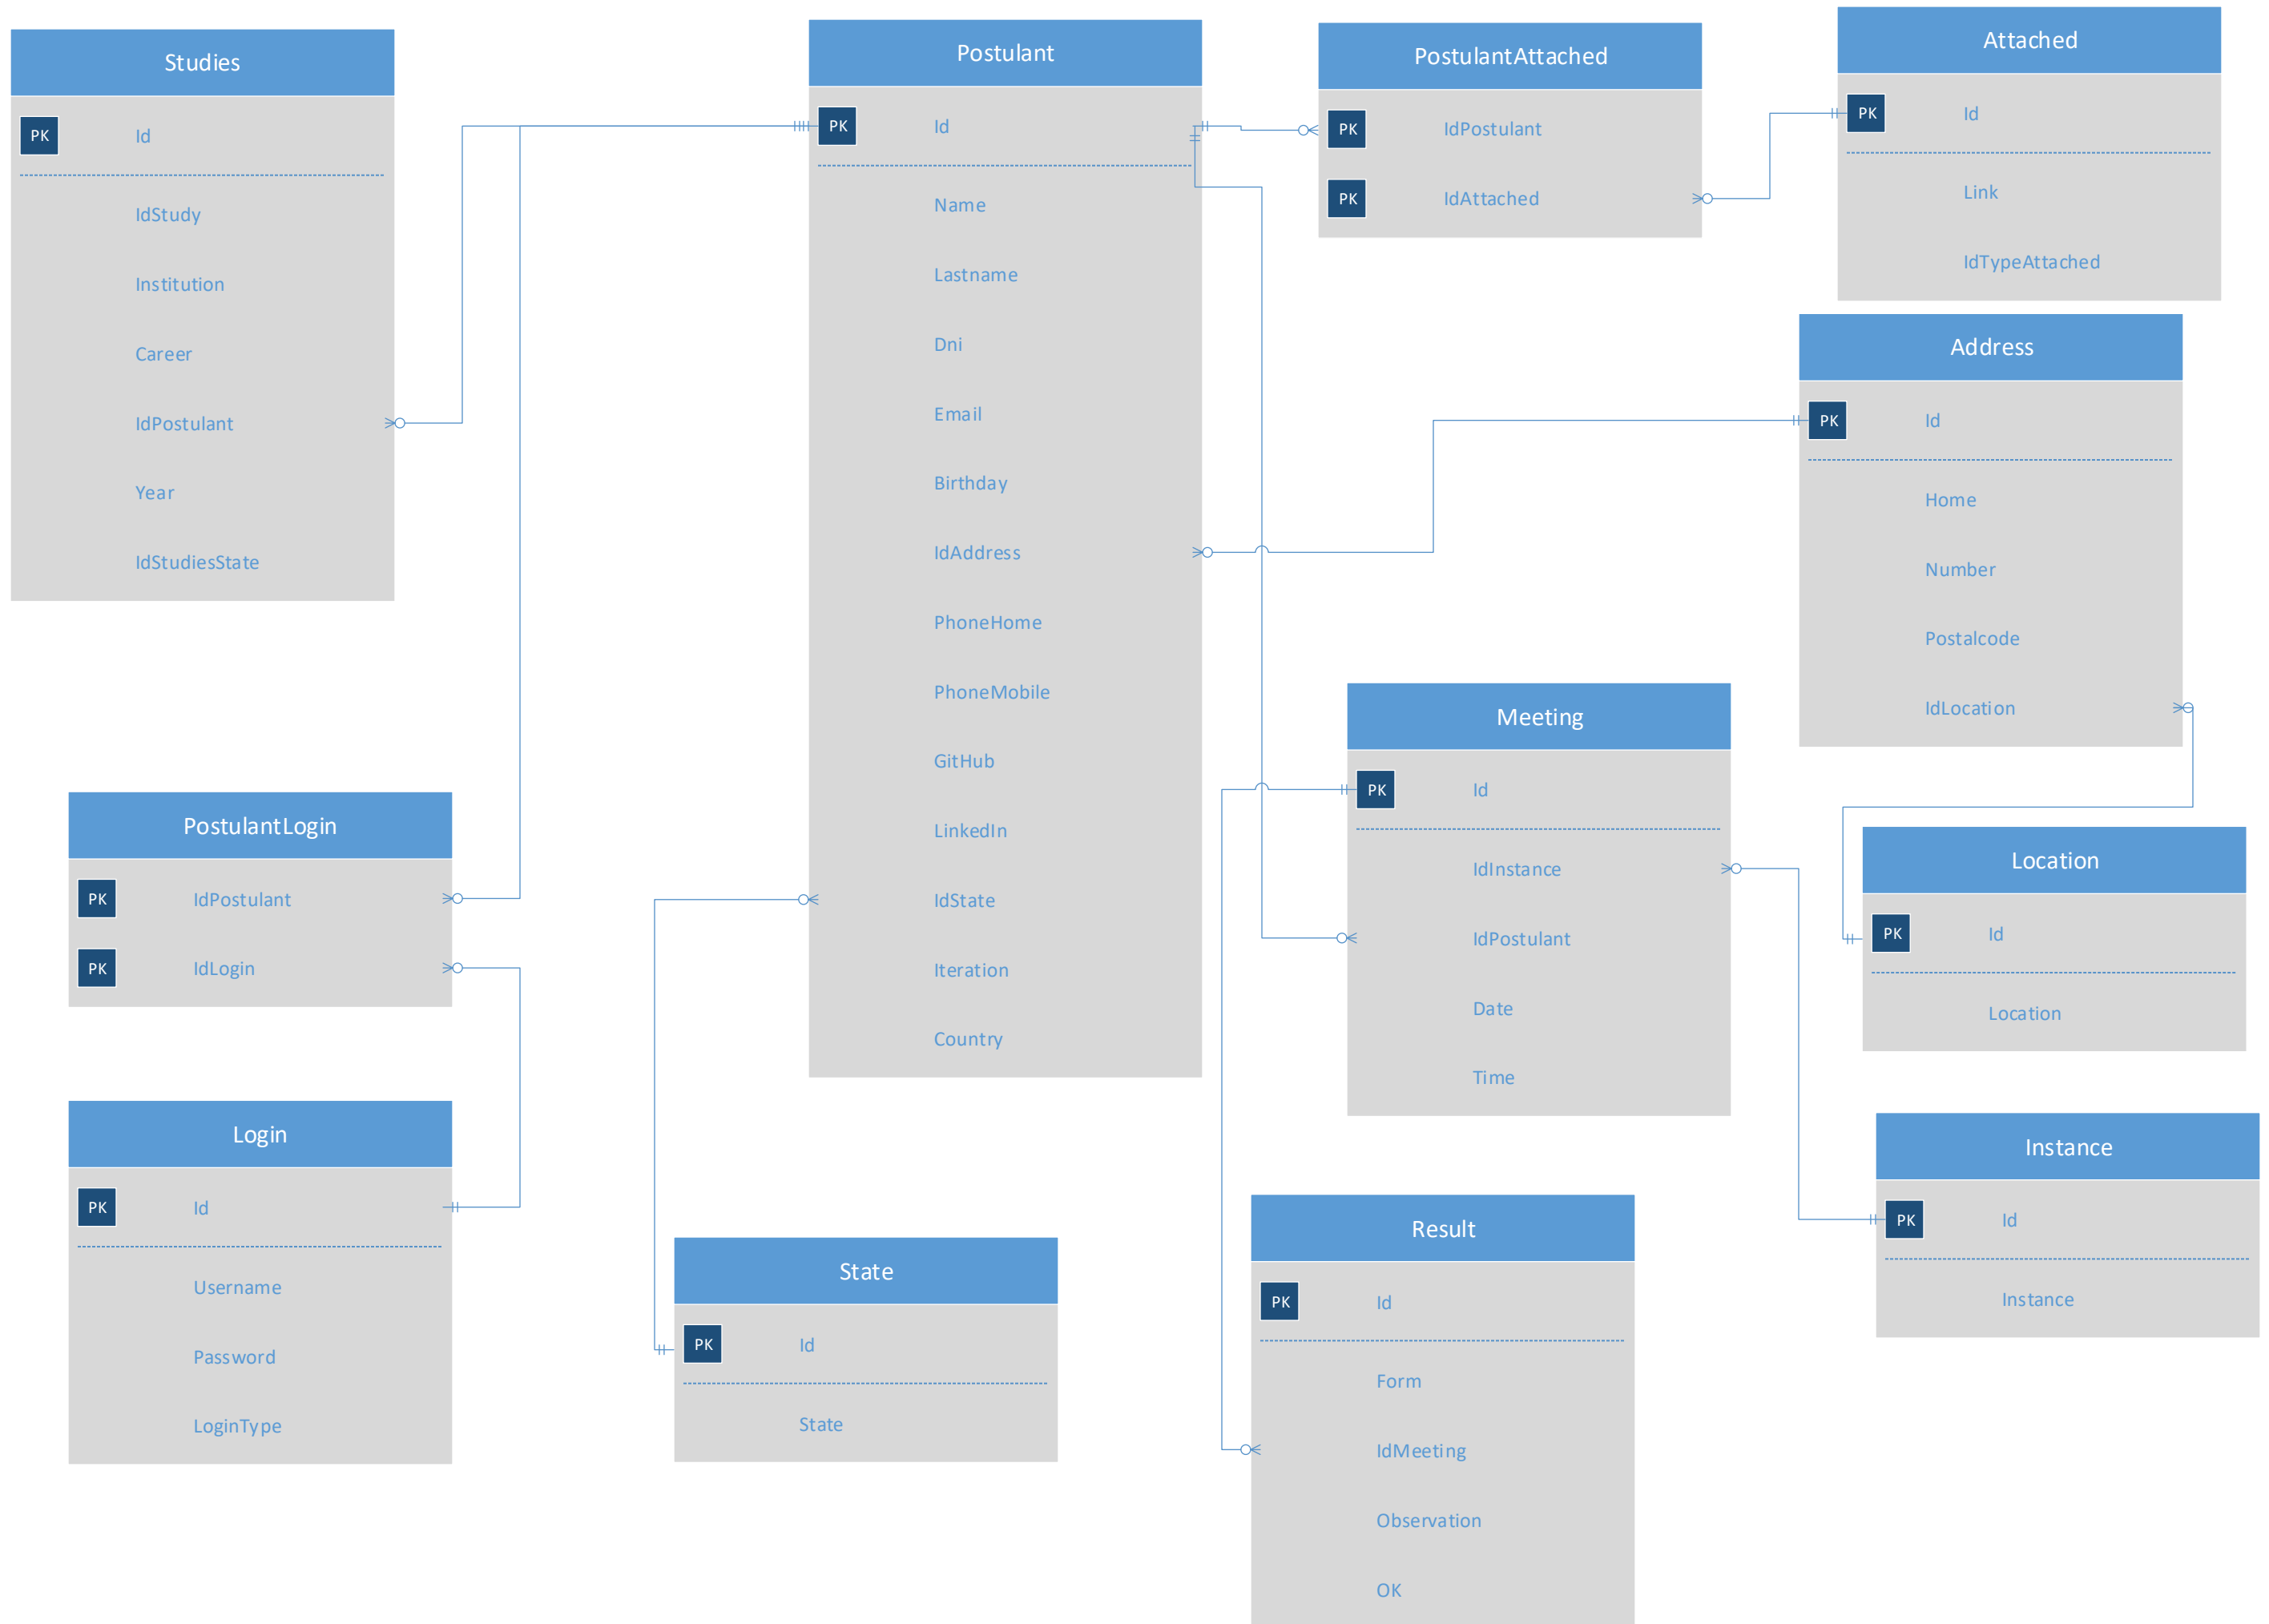 Studies
PK Id
IdStudy
Institution
Career
IdPostulant
Year
IdStudiesState
Postulant
PK Id
Name
Lastname
Dni
Email
Birthday
IdAddress
PhoneHome
PhoneMobile
GitHub
LinkedIn
IdState
Iteration
Country
PostulantAttached
PK IdPostulant
PK IdAttached
Attached
PK Id
Link
IdTypeAttached
Address
PK Id
Home
Number
Postalcode
IdLocation
Meeting
PK Id
IdInstance
IdPostulant
Date
Time
Location
PK Id
Location
PostulantLogin
PK IdPostulant
PK IdLogin
Login
PK Id
Username
Password
LoginType
State
PK Id
State
Result
PK Id
Form
IdMeeting
Observation
OK
Instance
PK Id
Instance